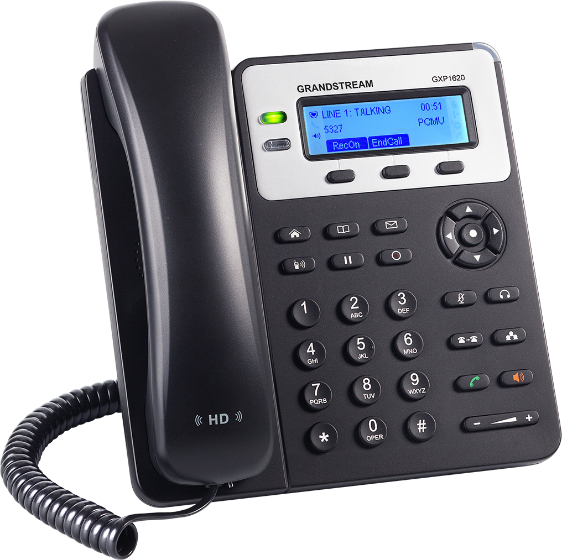 GRANDSTREAM GXP1620
LINE 1: TALKING 00:51
5327 PCMU
RecOn EndCall
1 2 ABC 3 DEF
4 GHI 5 JKL 6 MNO
7 PQRS 8 TUV 9 WXYZ
* 0 OPER #
- +
HD